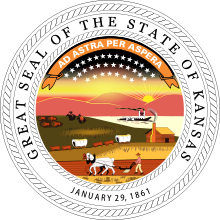 GREAT SEAL OF THE STATE OF KANSAS
AD ASTRA PER ASPERA
JANUARY 29, 1861